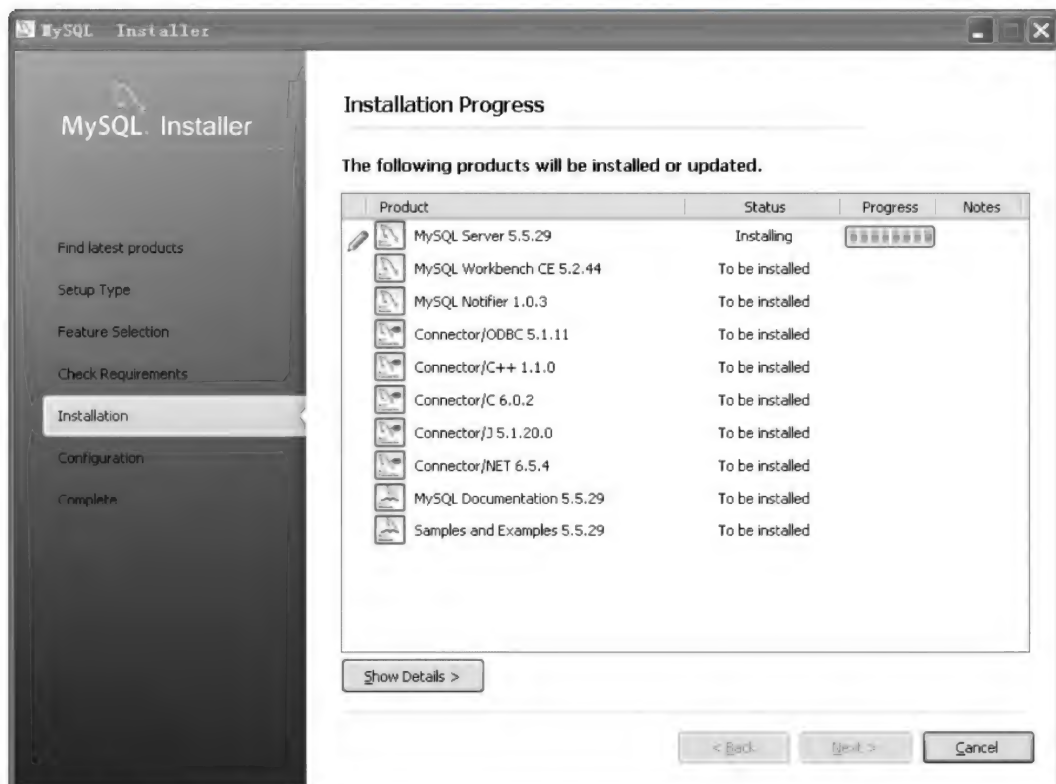 MySQL Installer
MySQL Installer
Find latest products
Setup Type
Feature Selection
Check Requirements
Installation
Configuration
Complete
Installation Progress
The following products will be installed or updated.
Product Status Progress Notes
MySQL Server 5.5.29 Installing
MySQL Workbench CE 5.2.44 To be installed
MySQL Notifier 1.0.3 To be installed
Connector/ODBC 5.1.11 To be installed
Connector/C++ 1.1.0 To be installed
Connector/C 6.0.2 To be installed
Connector/J 5.1.20.0 To be installed
Connector/NET 6.5.4 To be installed
MySQL Documentation 5.5.29 To be installed
Samples and Examples 5.5.29 To be installed
Show Details >
< Back Next > Cancel